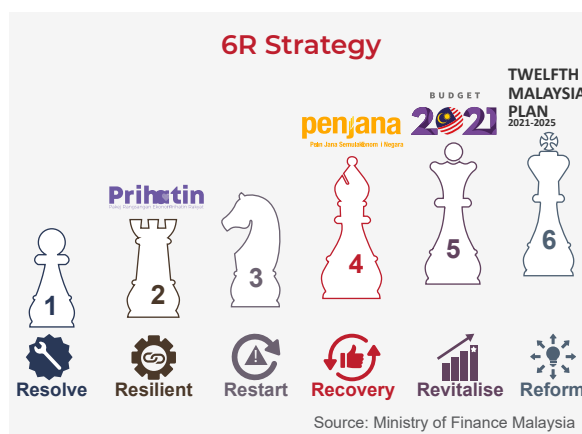 6R Strategy
TWELFTH
MALAYSIA
PLAN
2021-2025
BUDGET
2021
penjana
Prihatin
1
2
3
4
5
6
Resolve
Resilient
Restart
Recovery
Revitalise
Reform
Source: Ministry of Finance Malaysia